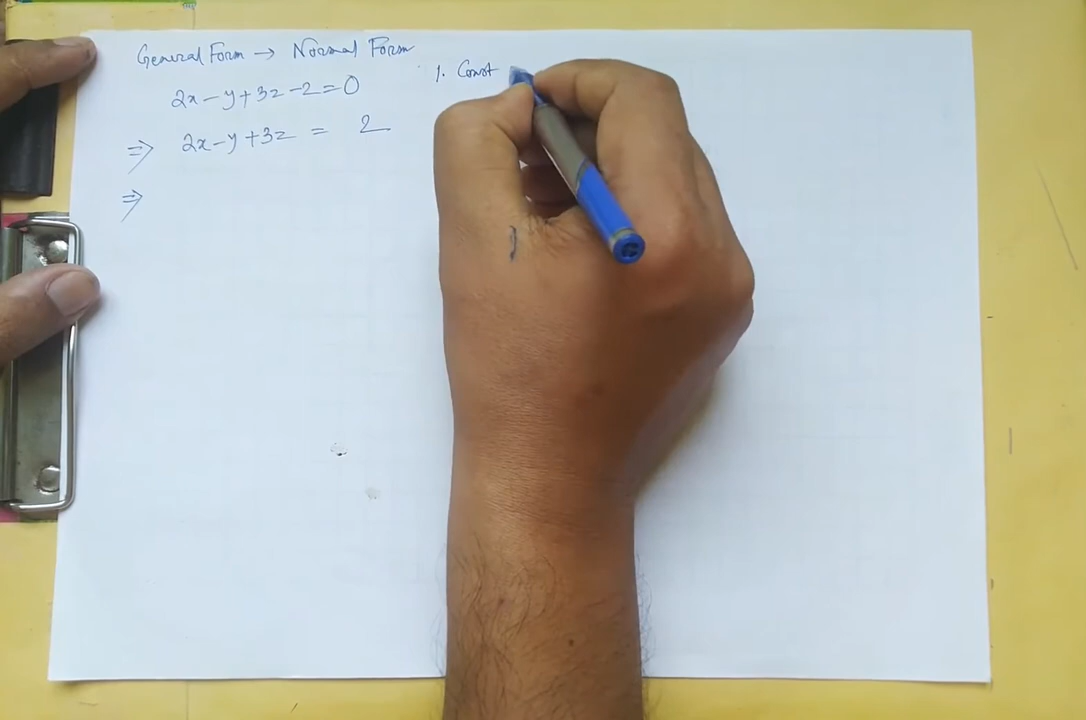 General Form → Normal Form
2x-y+3z-2=0
⇒ 2x-y+3z = 2
⇒
1. Const